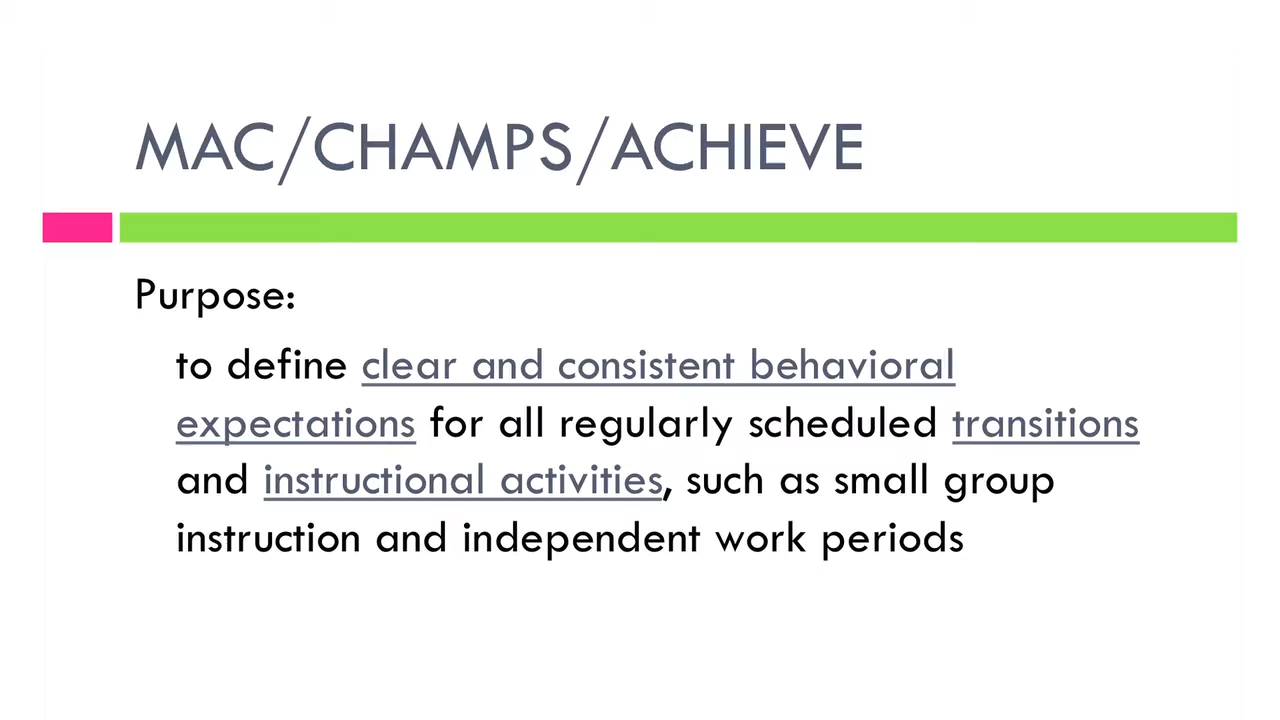 MAC/CHAMPS/ACHIEVE
Purpose:
to define clear and consistent behavioral
expectations for all regularly scheduled transitions
and instructional activities, such as small group
instruction and independent work periods